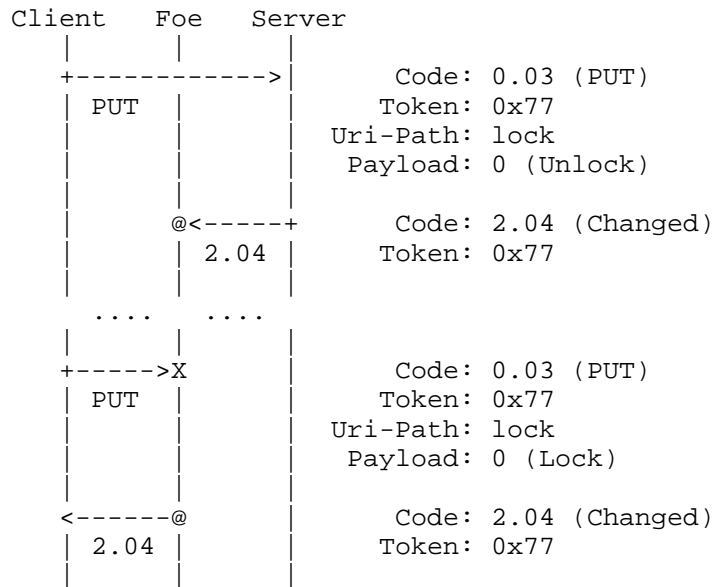 Client Foe Server
PUT
Code: 0.03 (PUT)
Token: 0x77
Uri-Path: lock
Payload: 0 (Unlock)
2.04
Code: 2.04 (Changed)
Token: 0x77
.... ....
PUT
Code: 0.03 (PUT)
Token: 0x77
Uri-Path: lock
Payload: 0 (Lock)
2.04
Code: 2.04 (Changed)
Token: 0x77